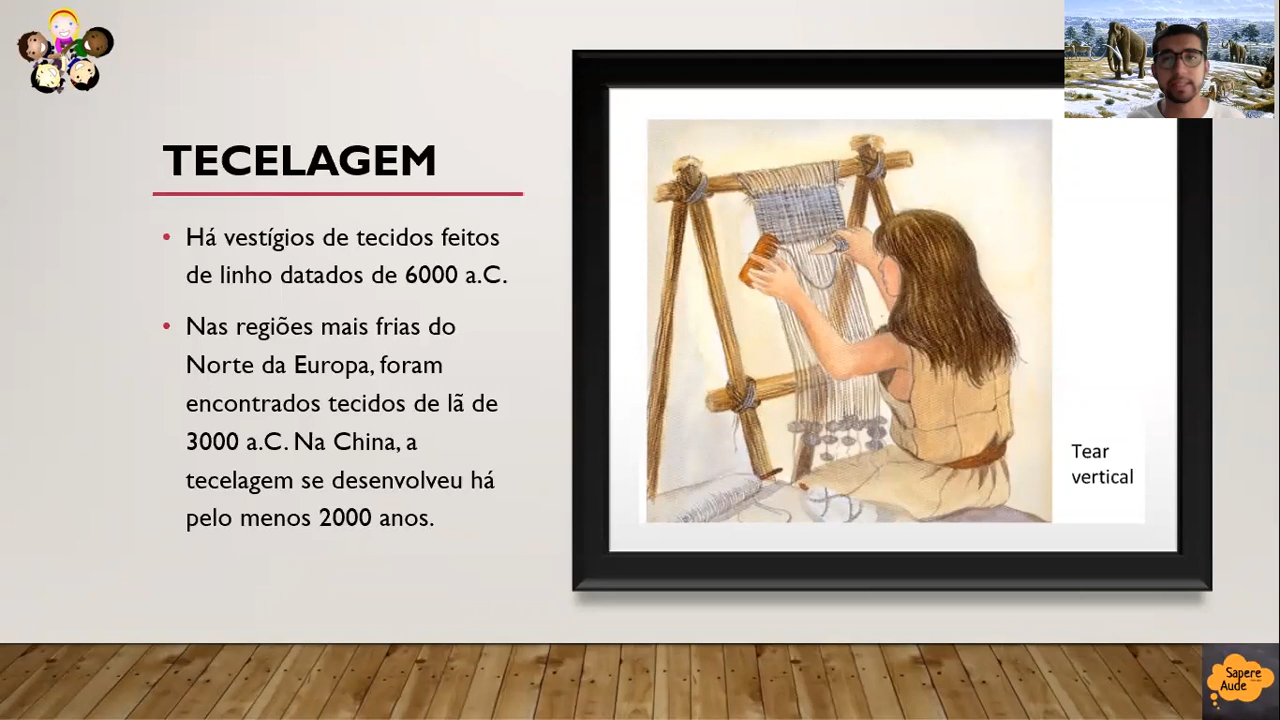 TECELAGEM
• Há vestígios de tecidos feitos
de linho datados de 6000 a.C.
• Nas regiões mais frias do
Norte da Europa, foram
encontrados tecidos de lã de
3000 a.C. Na China, a
tecelagem se desenvolveu há
pelo menos 2000 anos.
Tear
vertical
Sapere
Aude